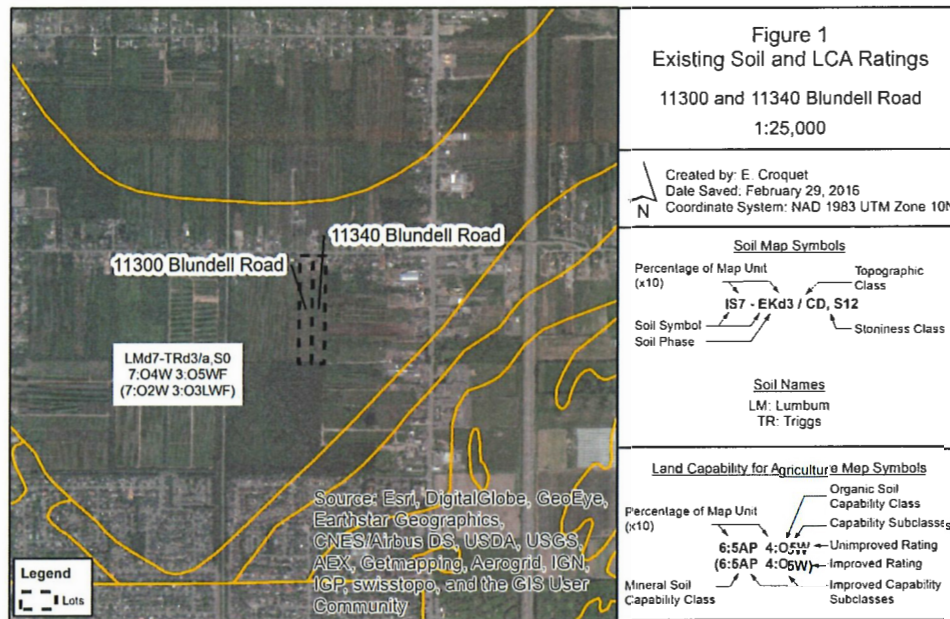 11340 Blundell Road
11300 Blundell Road
LMd7-TRd3/a,S0
7:O4W 3:O5WF
(7:O2W 3:O3LWF)
Source: Esri, DigitalGlobe, GeoEye,
Earthstar Geographics,
CNES/Airbus DS, USDA, USGS,
AEX, Getmapping, Aerogrid, IGN,
IGP, swisstopo, and the GIS User
Community
Legend
Lots
Figure 1
Existing Soil and LCA Ratings
11300 and 11340 Blundell Road
1:25,000
Created by: E. Croquet
Date Saved: February 29, 2016
Coordinate System: NAD 1983 UTM Zone 10N
N
Soil Map Symbols
Percentage of Map Unit
(x10)
Topographic
Class
IS7 - EKd3 / CD, S12
Soil Symbol
Soil Phase
Stoniness Class
Soil Names
LM: Lumbum
TR: Triggs
Land Capability for Agriculture Map Symbols
Organic Soil
Capability Class
Percentage of Map Unit
(x10)
Capability Subclasses
6:5AP 4:O5W
Unimproved Rating
(6:5AP 4:O5W)
Improved Rating
Mineral Soil
Capability Class
Improved Capability
Subclasses